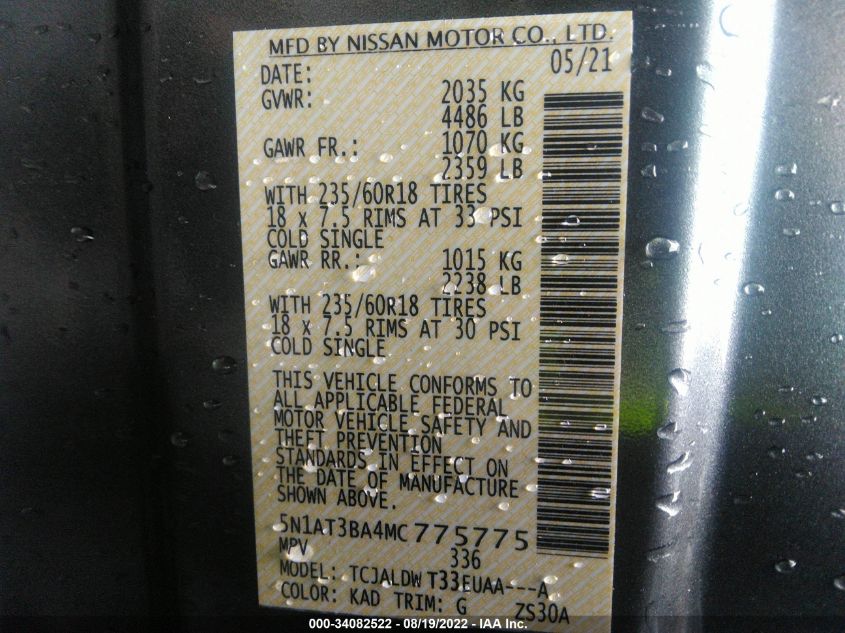 MFD BY NISSAN MOTOR CO., LTD.
DATE: 05/21
GVWR: 2035 KG
4486 LB
GAWR FR.: 1070 KG
2359 LB
WITH 235/60R18 TIRES
18 x 7.5 RIMS AT 33 PSI
COLD SINGLE
GAWR RR.: 1015 KG
2238 LB
WITH 235/60R18 TIRES
18 x 7.5 RIMS AT 30 PSI
COLD SINGLE
THIS VEHICLE CONFORMS TO
ALL APPLICABLE FEDERAL
MOTOR VEHICLE SAFETY AND
THEFT PREVENTION
STANDARDS IN EFFECT ON
THE DATE OF MANUFACTURE
SHOWN ABOVE.
5N1AT3BA4MC775775
MPV 336
MODEL: TCJALDW T33EUAA---A
COLOR: KAD TRIM: G ZS30A
000-34082522 - 08/19/2022 - IAA Inc.